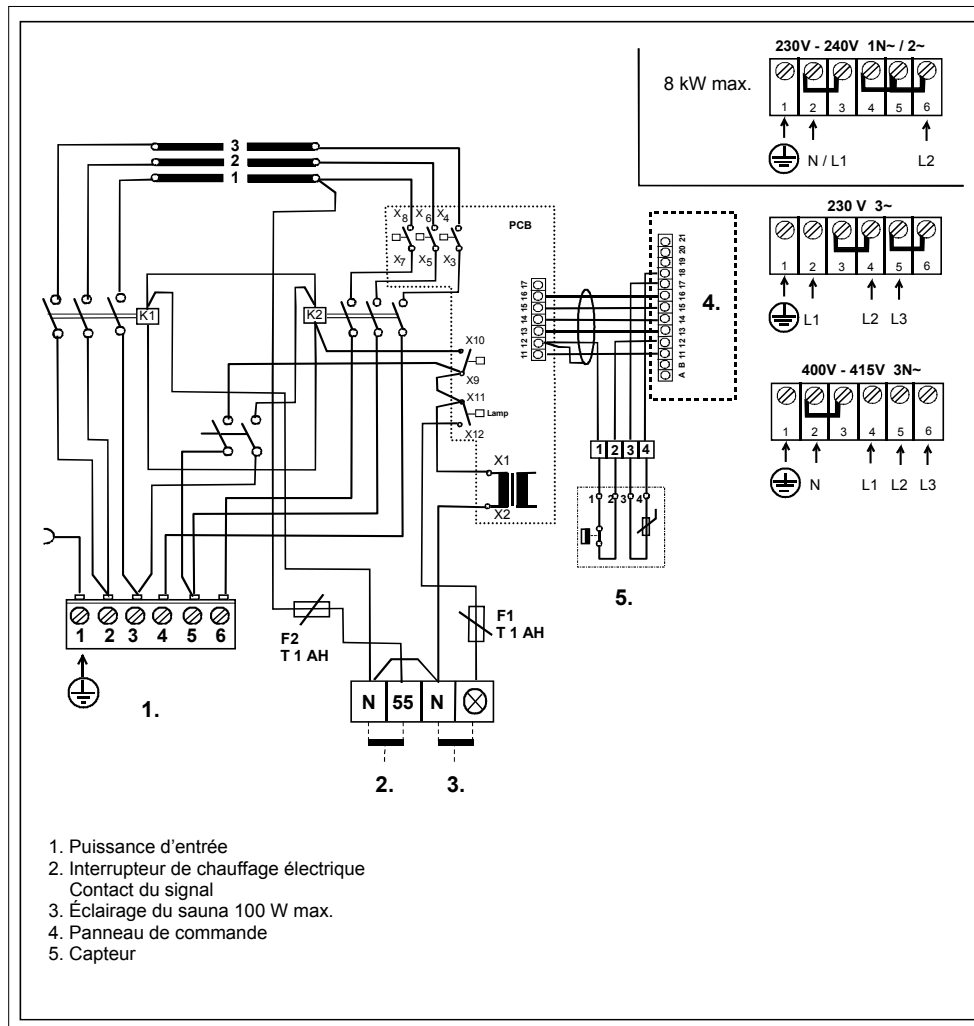 230V - 240V 1N~ / 2~
8 kW max.
1 2 3 4 5 6
N / L1 L2
3
2
1
X8 X6 X4
PCB
X7 X5 X3
230 V 3~
1 2 3 4 5 6
L1 L2 L3
17
16
15
14
13
12
11
21
20
19
18
17
16
15
14
13
12
11
B
A
4.
K1 K2
X10
X9
X11
Lamp
X12
X1
X2
400V - 415V 3N~
1 2 3 4 5 6
N L1 L2 L3
1 2 3 4
1 2 3 4
5.
1 2 3 4 5 6
F2
T 1 AH
F1
T 1 AH
1.
N 55 N
2. 3.
1. Puissance d’entrée
2. Interrupteur de chauffage électrique
Contact du signal
3. Éclairage du sauna 100 W max.
4. Panneau de commande
5. Capteur